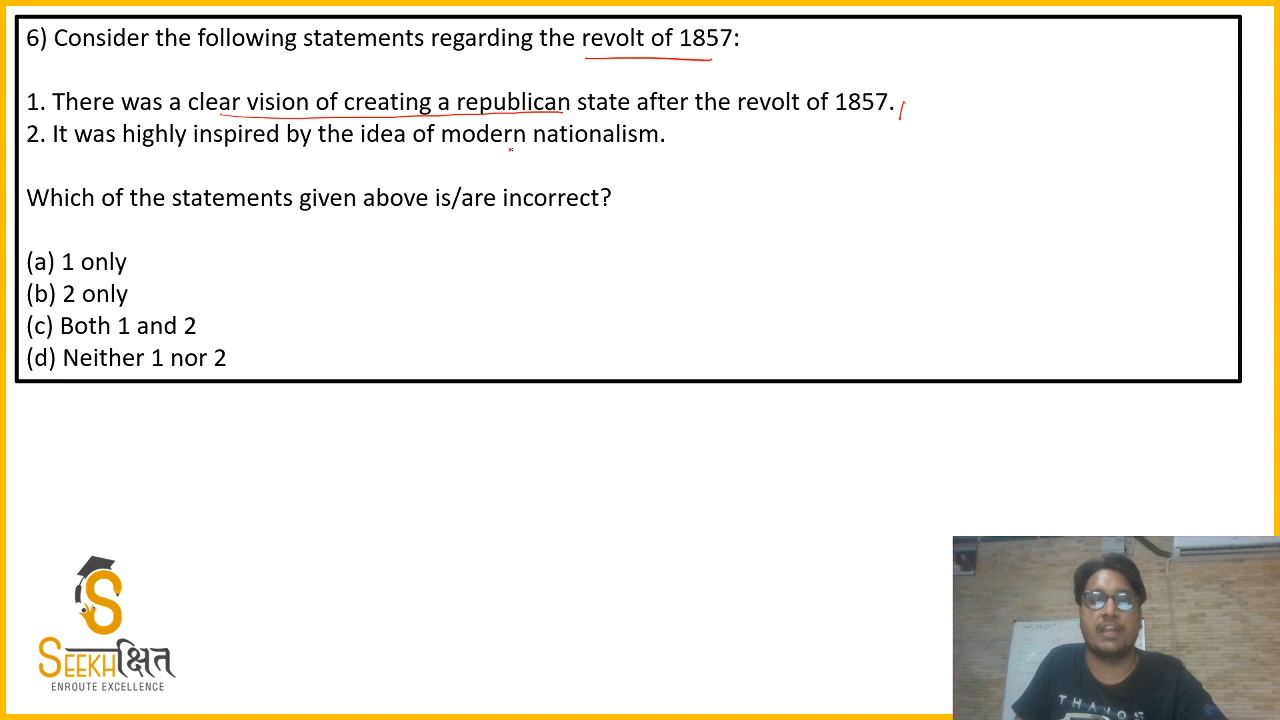 6) Consider the following statements regarding the revolt of 1857:
1. There was a clear vision of creating a republican state after the revolt of 1857.
2. It was highly inspired by the idea of modern nationalism.
Which of the statements given above is/are incorrect?
(a) 1 only
(b) 2 only
(c) Both 1 and 2
(d) Neither 1 nor 2
SEEKHक्षित
ENROUTE EXCELLENCE
THANOS